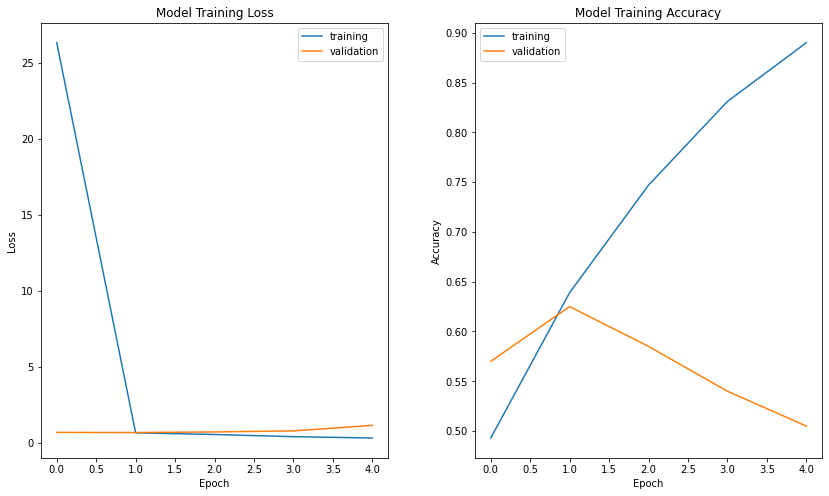 Model Training Loss
training
validation
25
20
15
10
5
0
Loss
0.0 0.5 1.0 1.5 2.0 2.5 3.0 3.5 4.0
Epoch
Model Training Accuracy
training
validation
0.90
0.85
0.80
0.75
0.70
0.65
0.60
0.55
0.50
Accuracy
0.0 0.5 1.0 1.5 2.0 2.5 3.0 3.5 4.0
Epoch